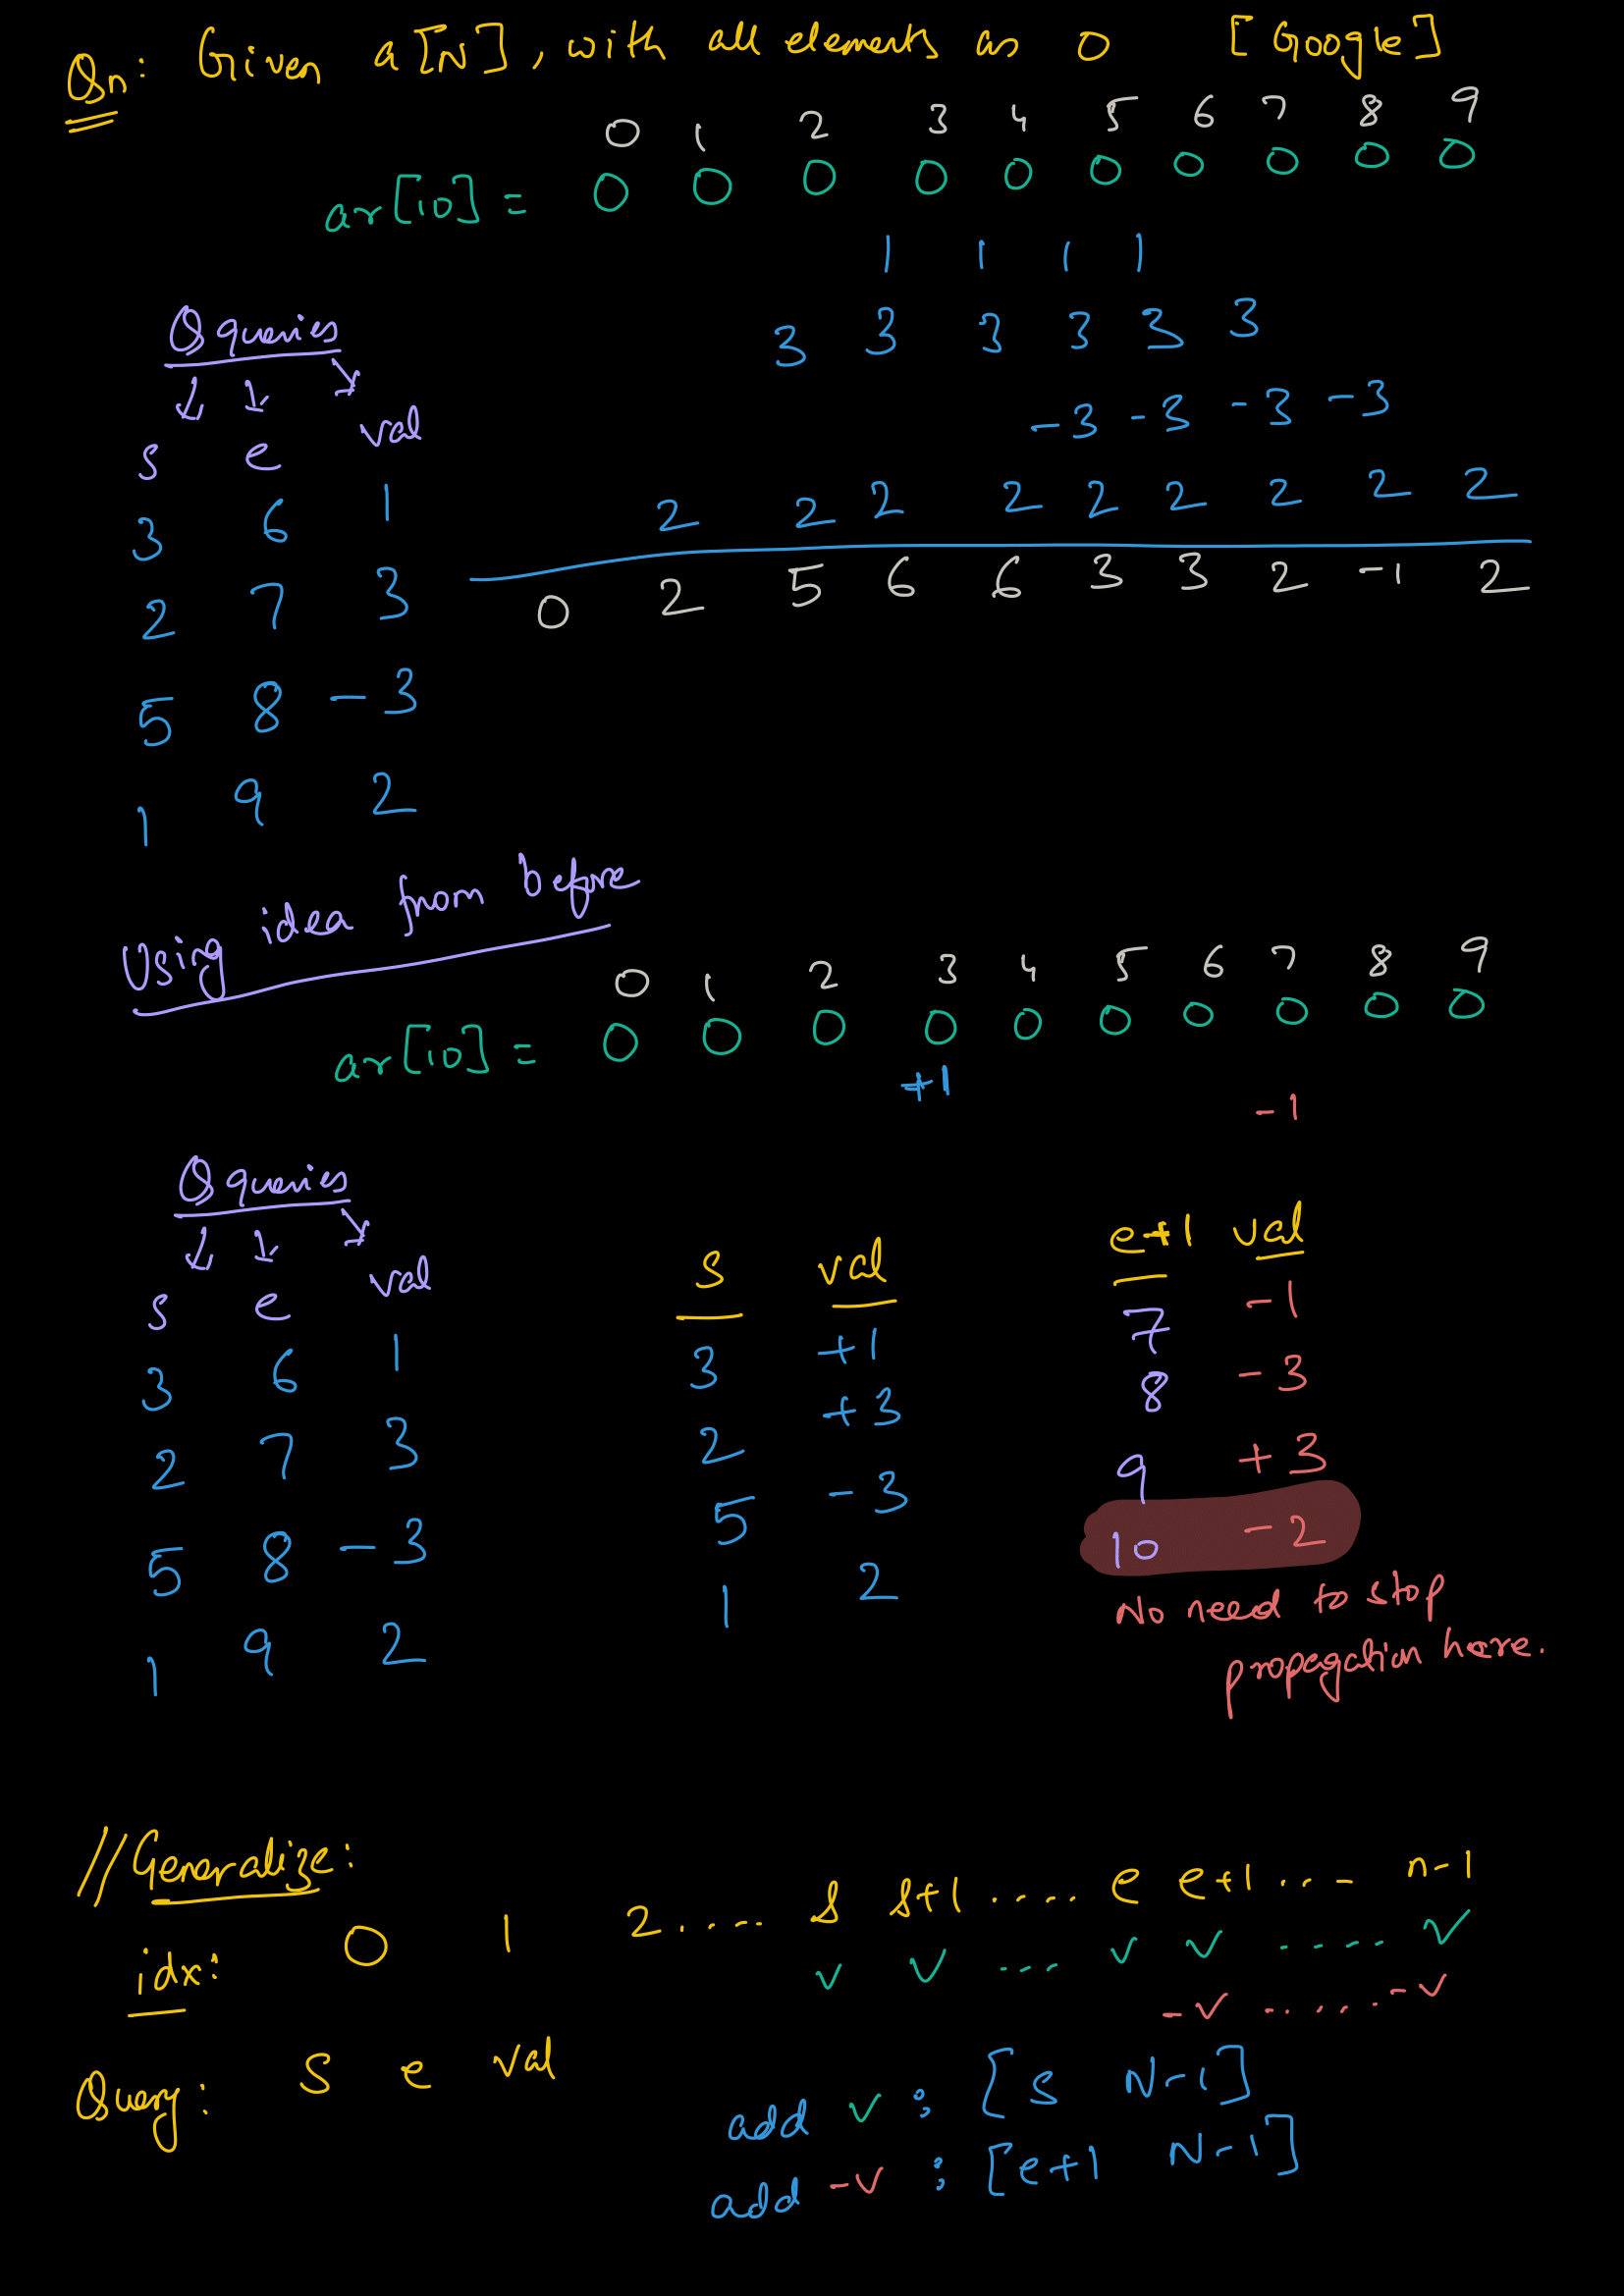 Qn: Given a[N], with all elements as 0 [Google]
0 1 2 3 4 5 6 7 8 9
ar[10] = 0 0 0 0 0 0 0 0 0 0
1 1 1 1
Q queries
3 3 3 3 3 3
s e val
-3 -3 -3 -3
3 6 1
2 2 2 2 2 2 2 2 2
2 7 3
0 2 5 6 6 3 3 2 -1 2
5 8 -3
1 9 2
Using idea from before
0 1 2 3 4 5 6 7 8 9
ar[10] = 0 0 0 0 0 0 0 0 0 0
+1
-1
Q queries
s e val
3 6 1
2 7 3
5 8 -3
1 9 2
s val
3 +1
2 +3
5 -3
1 2
e+1 val
7 -1
8 -3
9 +3
10 -2
No need to stop
propagation here.
//Generalize:
idx: 0 1 2.... s s+1 .... e e+1 ... - n-1
v v ... v v ..... v
-v ......-v
Query: s e val
add v : [s N-1]
add -v : [e+1 N-1]